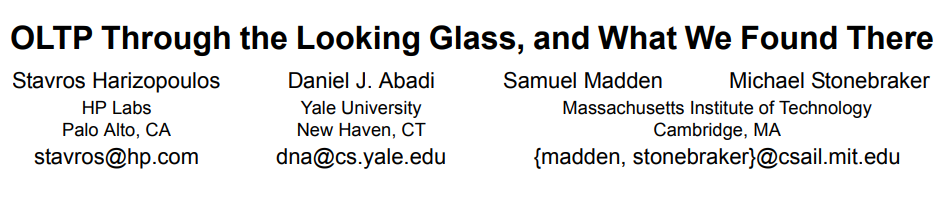 OLTP Through the Looking Glass, and What We Found There
Stavros Harizopoulos Daniel J. Abadi Samuel Madden Michael Stonebraker
HP Labs Yale University Massachusetts Institute of Technology
Palo Alto, CA New Haven, CT Cambridge, MA
stavros@hp.com dna@cs.yale.edu {madden, stonebraker}@csail.mit.edu